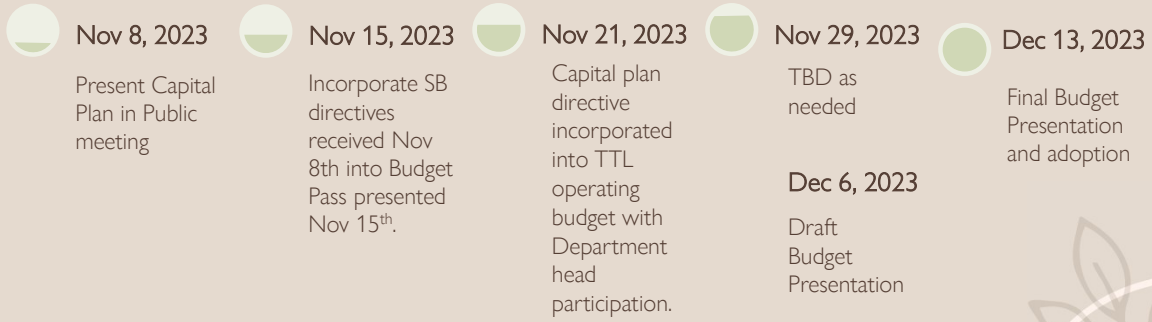 Nov 8, 2023
Present Capital
Plan in Public
meeting
Nov 15, 2023
Incorporate SB
directives
received Nov
8th into Budget
Pass presented
Nov 15th.
Nov 21, 2023
Capital plan
directive
incorporated
into TTL
operating
budget with
Department
head
participation.
Nov 29, 2023
TBD as
needed
Dec 6, 2023
Draft
Budget
Presentation
Dec 13, 2023
Final Budget
Presentation
and adoption